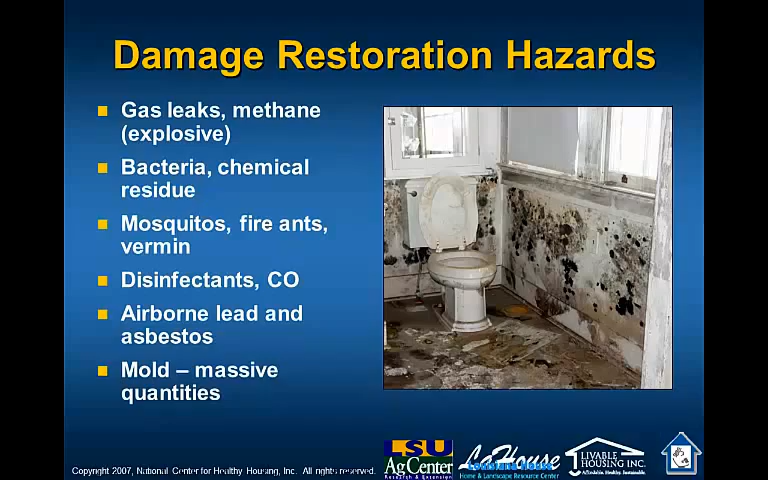 Damage Restoration Hazards
Gas leaks, methane
(explosive)
Bacteria, chemical
residue
Mosquitos, fire ants,
vermin
Disinfectants, CO
Airborne lead and
asbestos
Mold – massive
quantities
Copyright 2007, National Center for Healthy Housing, Inc. All rights reserved.
LSU
AgCenter
Research & Extension
LaHouse
Louisiana House
Home & Landscape Resource Center
LIVABLE
HOUSING INC.
Affordable. Healthy. Sustainable.